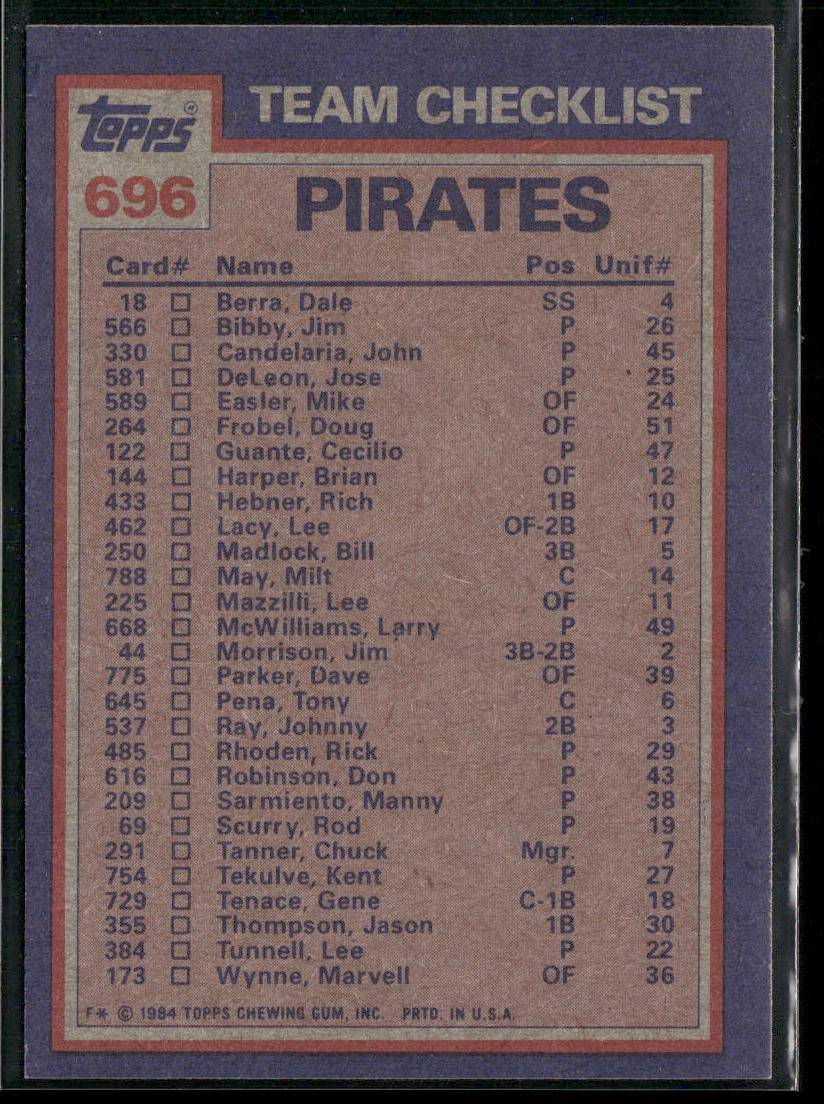 Topps ® TEAM CHECKLIST
696 PIRATES
Card# Name Pos Unif#
18 □ Berra, Dale SS 4
566 □ Bibby, Jim P 26
330 □ Candelaria, John P 45
581 □ DeLeon, Jose P 25
589 □ Easler, Mike OF 24
264 □ Frobel, Doug OF 51
122 □ Guante, Cecilio P 47
144 □ Harper, Brian OF 12
433 □ Hebner, Rich 1B 10
462 □ Lacy, Lee OF-2B 17
250 □ Madlock, Bill 3B 5
788 □ May, Milt C 14
225 □ Mazzilli, Lee OF 11
668 □ McWilliams, Larry P 49
44 □ Morrison, Jim 3B-2B 2
775 □ Parker, Dave OF 39
645 □ Pena, Tony C 6
537 □ Ray, Johnny 2B 3
485 □ Rhoden, Rick P 29
616 □ Robinson, Don P 43
209 □ Sarmiento, Manny P 38
69 □ Scurry, Rod P 19
291 □ Tanner, Chuck Mgr. 7
754 □ Tekulve, Kent P 27
729 □ Tenace, Gene C-1B 18
355 □ Thompson, Jason 1B 30
384 □ Tunnell, Lee P 22
173 □ Wynne, Marvell OF 36
F* © 1984 TOPPS CHEWING GUM, INC. PRTD. IN U.S.A.